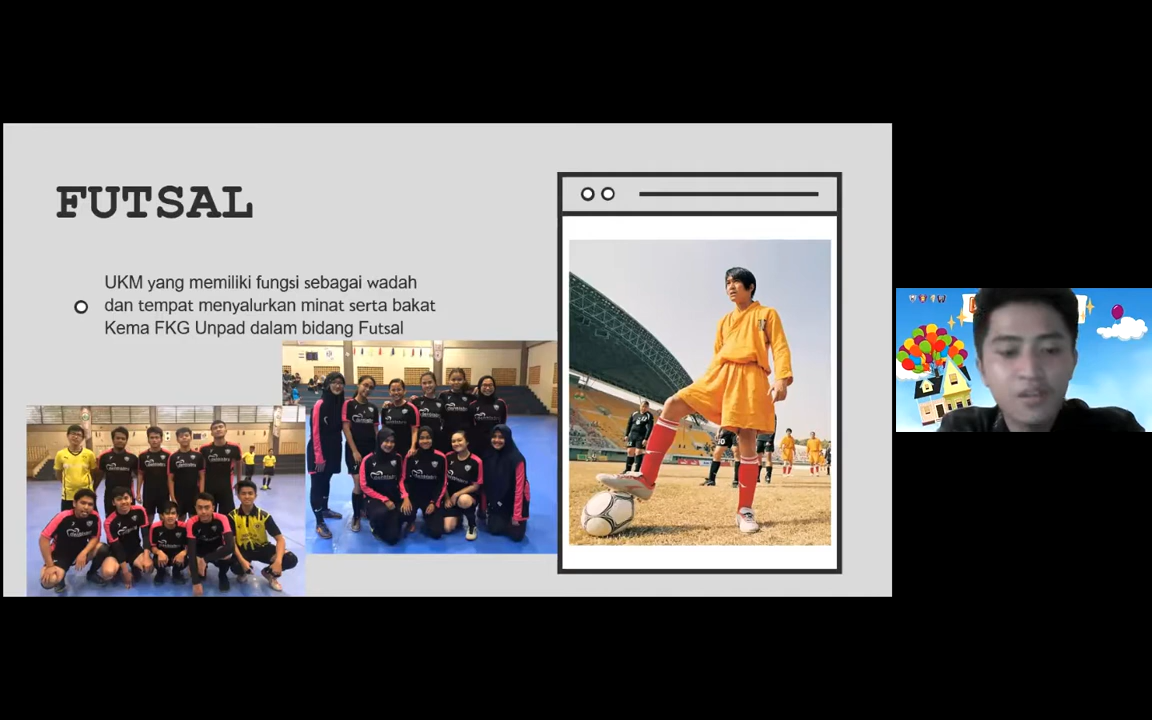 FUTSAL
UKM yang memiliki fungsi sebagai wadah
dan tempat menyalurkan minat serta bakat
Kema FKG Unpad dalam bidang Futsal